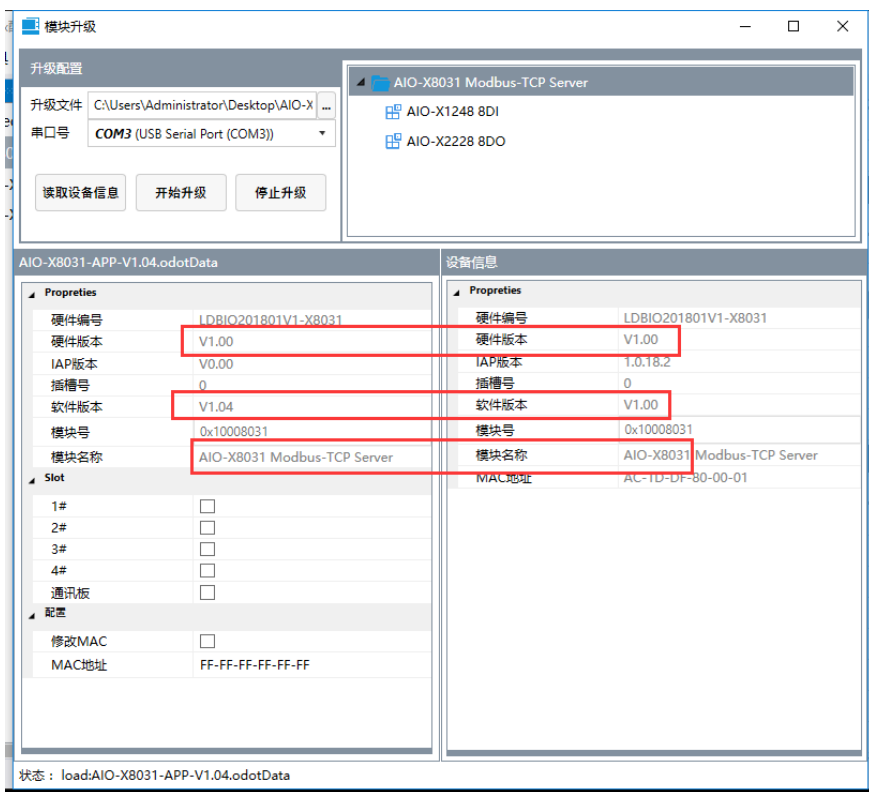 模块升级
升级配置
升级文件 C:\Users\Administrator\Desktop\AIO-X ...
串口号 COM3 (USB Serial Port (COM3))
读取设备信息 开始升级 停止升级
AIO-X8031 Modbus-TCP Server
AIO-X1248 8DI
AIO-X2228 8DO
AIO-X8031-APP-V1.04.odotData
Propreties
硬件编号 LDBIO201801V1-X8031
硬件版本 V1.00
IAP版本 V0.00
插槽号 0
软件版本 V1.04
模块号 0x10008031
模块名称 AIO-X8031 Modbus-TCP Server
Slot
1#
2#
3#
4#
通讯板
配置
修改MAC
MAC地址 FF-FF-FF-FF-FF-FF
设备信息
Propreties
硬件编号 LDBIO201801V1-X8031
硬件版本 V1.00
IAP版本 1.0.18.2
插槽号 0
软件版本 V1.00
模块号 0x10008031
模块名称 AIO-X8031 Modbus-TCP Server
MAC地址 AC-1D-DF-80-00-01
状态： load:AIO-X8031-APP-V1.04.odotData